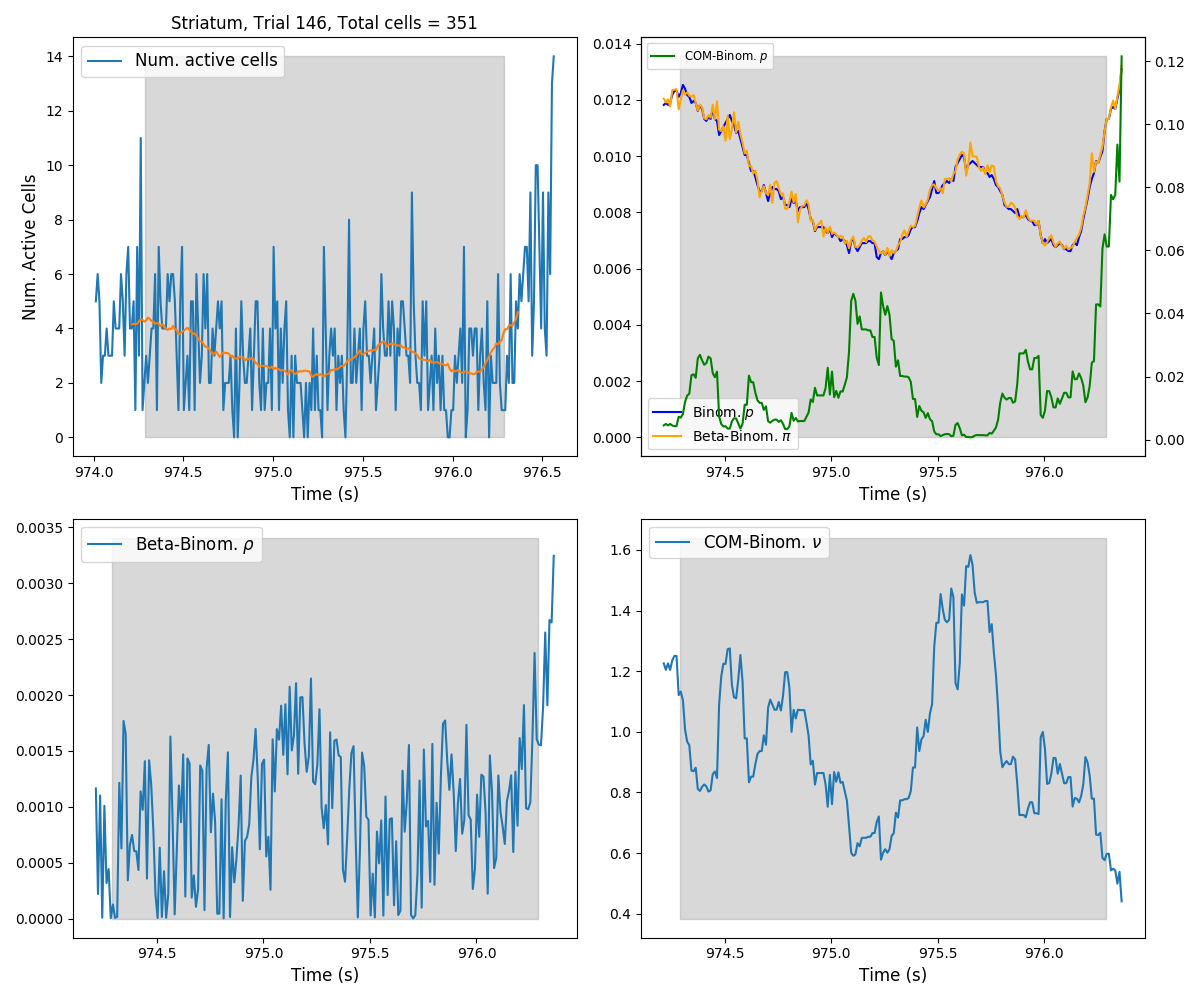 Striatum, Trial 146, Total cells = 351
Num. active cells
Num. Active Cells
14
12
10
8
6
4
2
0
974.0 974.5 975.0 975.5 976.0 976.5
Time (s)
COM-Binom. p
0.014
0.012
0.010
0.008
0.006
0.004
0.002
0.000
0.12
0.10
0.08
0.06
0.04
0.02
0.00
Binom. p
Beta-Binom. π
974.5 975.0 975.5 976.0
Time (s)
Beta-Binom. ρ
0.0035
0.0030
0.0025
0.0020
0.0015
0.0010
0.0005
0.0000
974.5 975.0 975.5 976.0
Time (s)
COM-Binom. ν
1.6
1.4
1.2
1.0
0.8
0.6
0.4
974.5 975.0 975.5 976.0
Time (s)